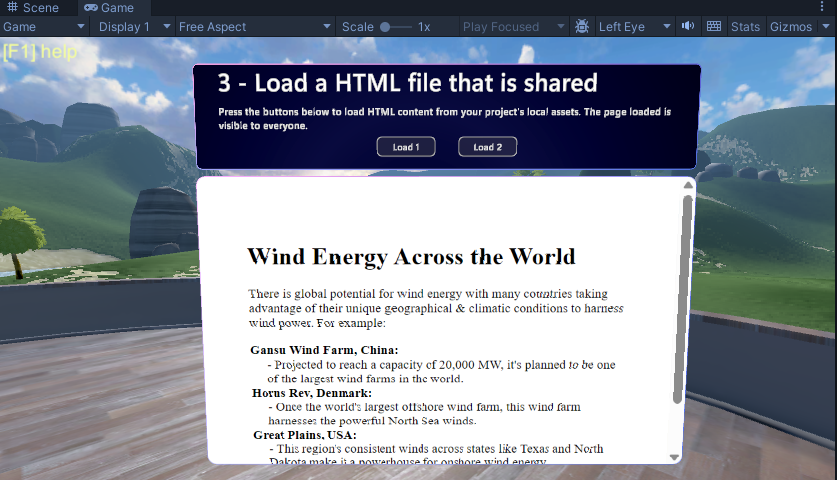 Scene Game
Game Display 1 Free Aspect Scale 1x Play Focused Left Eye Stats Gizmos
[F1] help
3 - Load a HTML file that is shared
Press the buttons below to load HTML content from your project's local assets. The page loaded is
visible to everyone.
Load 1 Load 2
Wind Energy Across the World
There is global potential for wind energy with many countries taking
advantage of their unique geographical & climatic conditions to harness
wind power. For example:
Gansu Wind Farm, China:
- Projected to reach a capacity of 20,000 MW, it's planned to be one
of the largest wind farms in the world.
Horns Rev, Denmark:
- Once the world's largest offshore wind farm, this wind farm
harnesses the powerful North Sea winds.
Great Plains, USA:
- This region's consistent winds across states like Texas and North
Dakota make it a powerhouse for onshore wind energy.